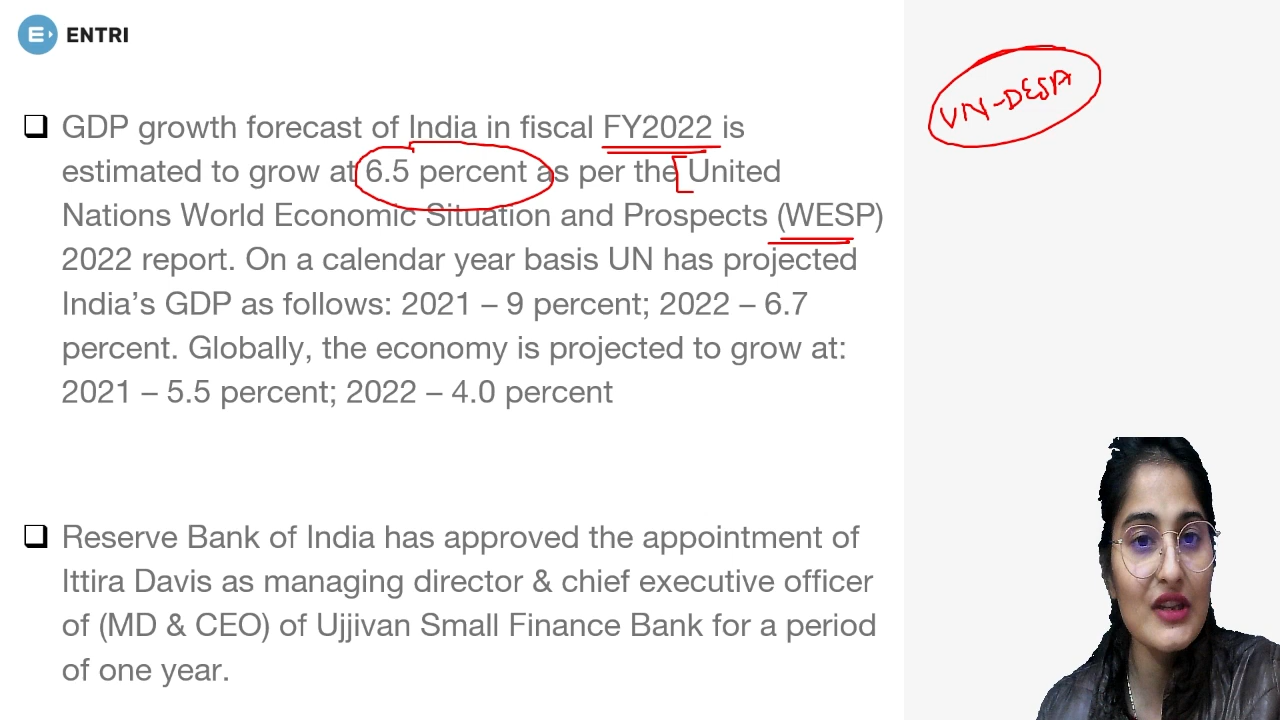 ENTRI
UN-DESA
❑ GDP growth forecast of India in fiscal FY2022 is
estimated to grow at 6.5 percent as per the United
Nations World Economic Situation and Prospects (WESP)
2022 report. On a calendar year basis UN has projected
India’s GDP as follows: 2021 – 9 percent; 2022 – 6.7
percent. Globally, the economy is projected to grow at:
2021 – 5.5 percent; 2022 – 4.0 percent
❑ Reserve Bank of India has approved the appointment of
Ittira Davis as managing director & chief executive officer
of (MD & CEO) of Ujjivan Small Finance Bank for a period
of one year.